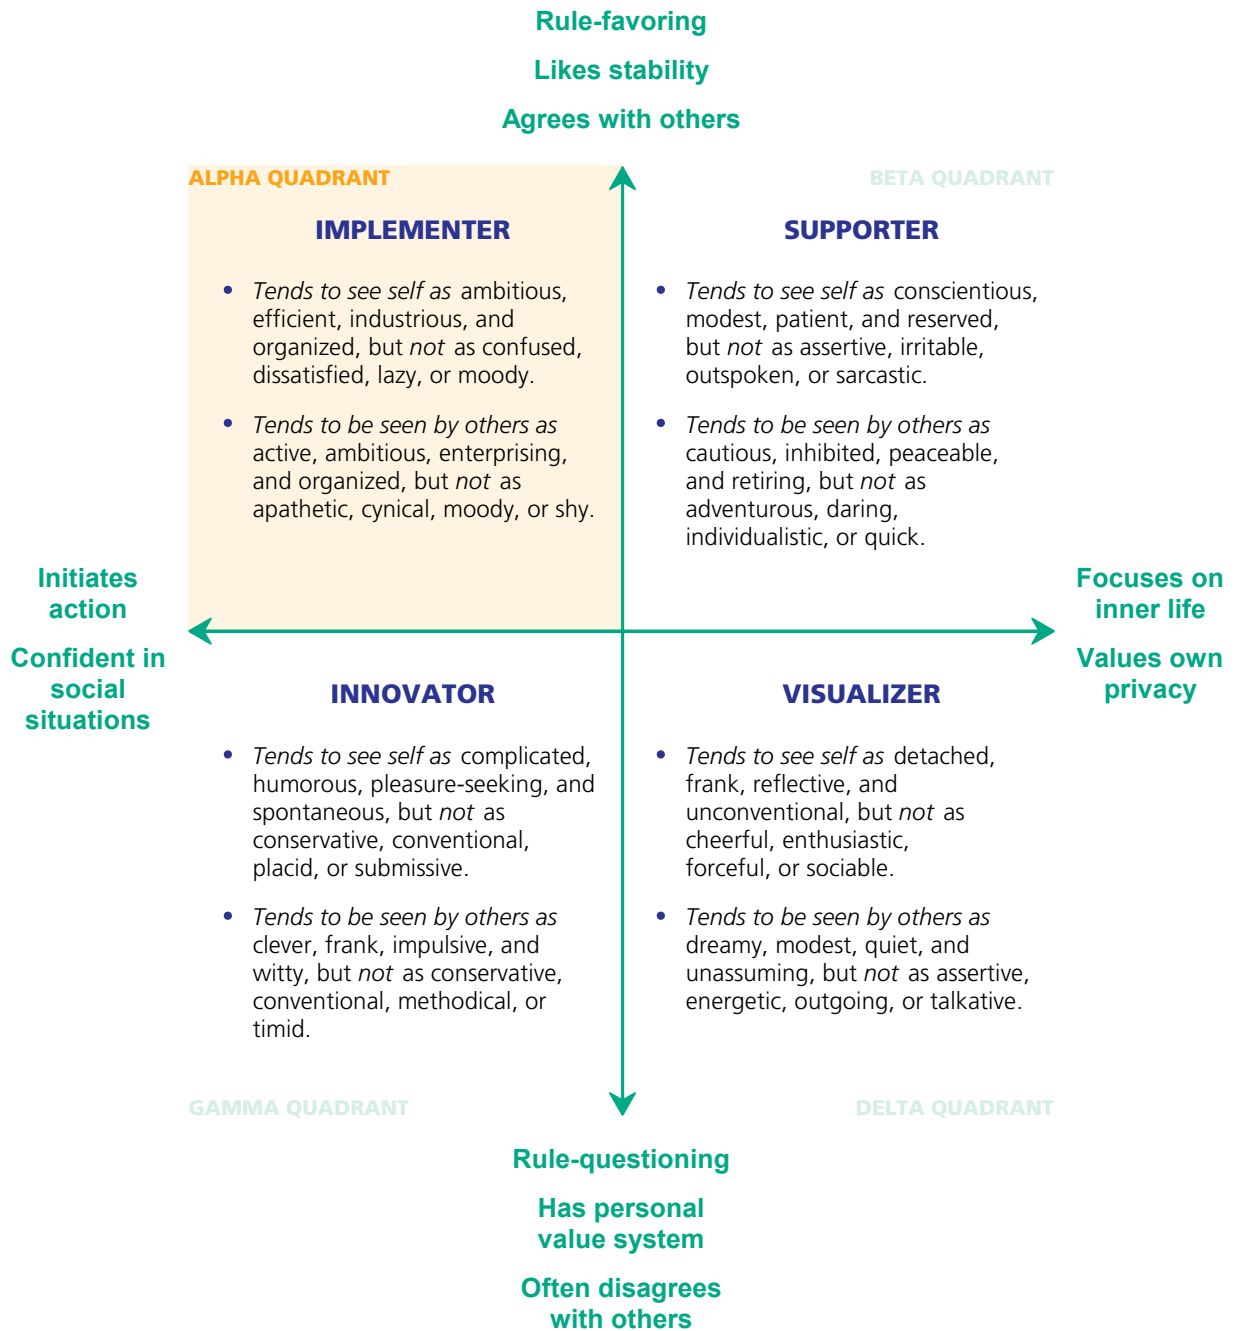 Rule-favoring
Likes stability
Agrees with others
ALPHA QUADRANT
IMPLEMENTER
• Tends to see self as ambitious,
efficient, industrious, and
organized, but not as confused,
dissatisfied, lazy, or moody.
• Tends to be seen by others as
active, ambitious, enterprising,
and organized, but not as
apathetic, cynical, moody, or shy.
BETA QUADRANT
SUPPORTER
• Tends to see self as conscientious,
modest, patient, and reserved,
but not as assertive, irritable,
outspoken, or sarcastic.
• Tends to be seen by others as
cautious, inhibited, peaceable,
and retiring, but not as
adventurous, daring,
individualistic, or quick.
Initiates
action
Confident in
social
situations
Focuses on
inner life
Values own
privacy
INNOVATOR
• Tends to see self as complicated,
humorous, pleasure-seeking, and
spontaneous, but not as
conservative, conventional,
placid, or submissive.
• Tends to be seen by others as
clever, frank, impulsive, and
witty, but not as conservative,
conventional, methodical, or
timid.
GAMMA QUADRANT
VISUALIZER
• Tends to see self as detached,
frank, reflective, and
unconventional, but not as
cheerful, enthusiastic,
forceful, or sociable.
• Tends to be seen by others as
dreamy, modest, quiet, and
unassuming, but not as assertive,
energetic, outgoing, or talkative.
DELTA QUADRANT
Rule-questioning
Has personal
value system
Often disagrees
with others